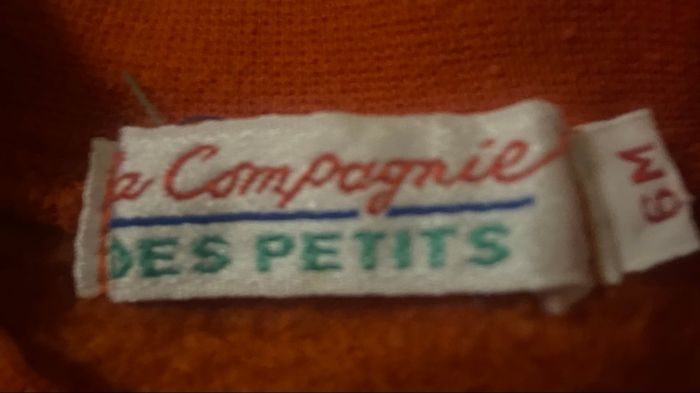 a Compagnie
DES PETITS
6M